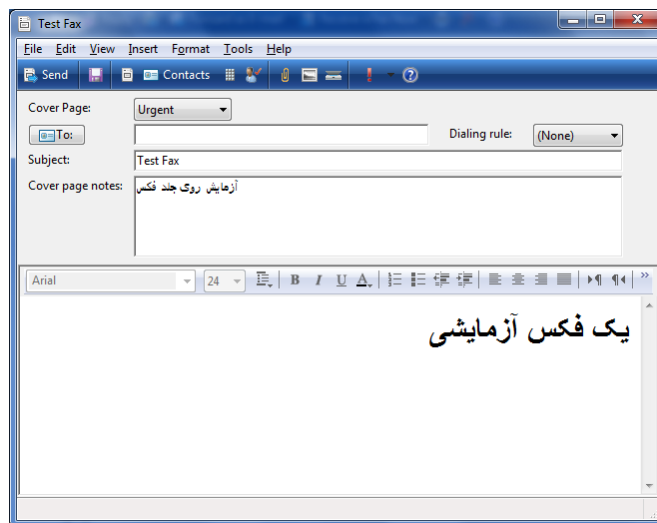 Test Fax
File Edit View Insert Format Tools Help
Send Contacts
Cover Page: Urgent
To: Dialing rule: (None)
Subject: Test Fax
Cover page notes: آزمایش روی جلد فکس
Arial 24 B I U A
یک فکس آزمایشی